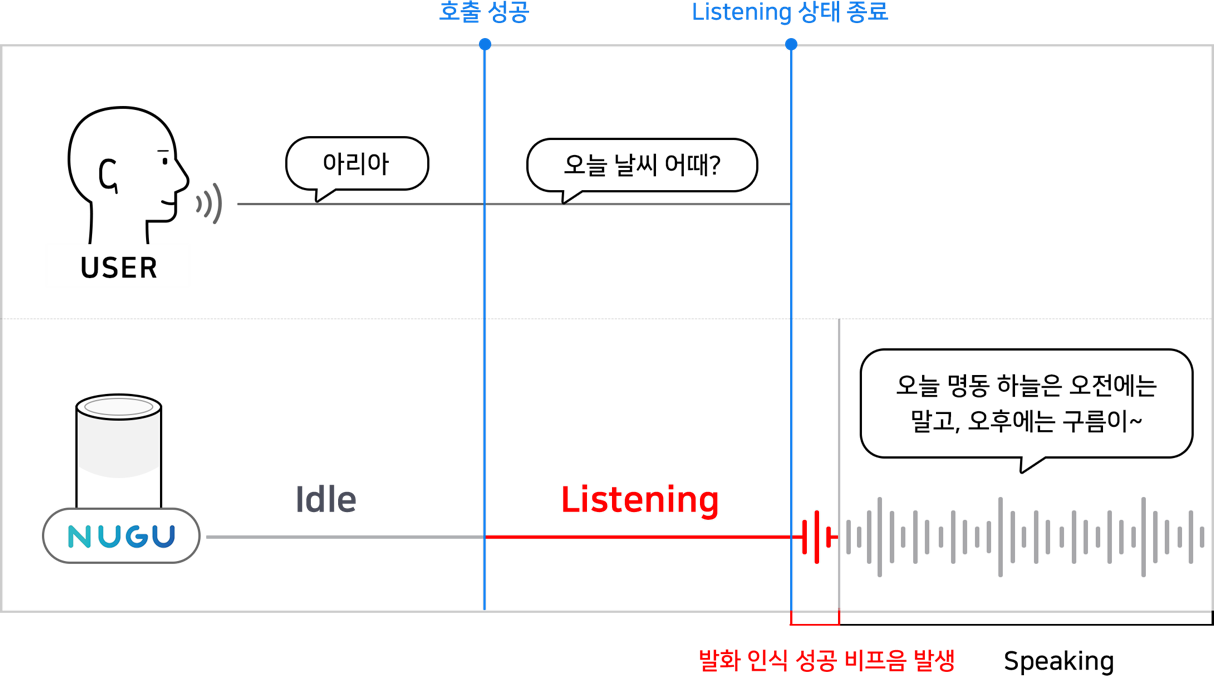 호출 성공
Listening 상태 종료
아리아
오늘 날씨 어때?
USER
오늘 명동 하늘은 오전에는
말고, 오후에는 구름이~
Idle
Listening
NUGU
발화 인식 성공 비프음 발생
Speaking